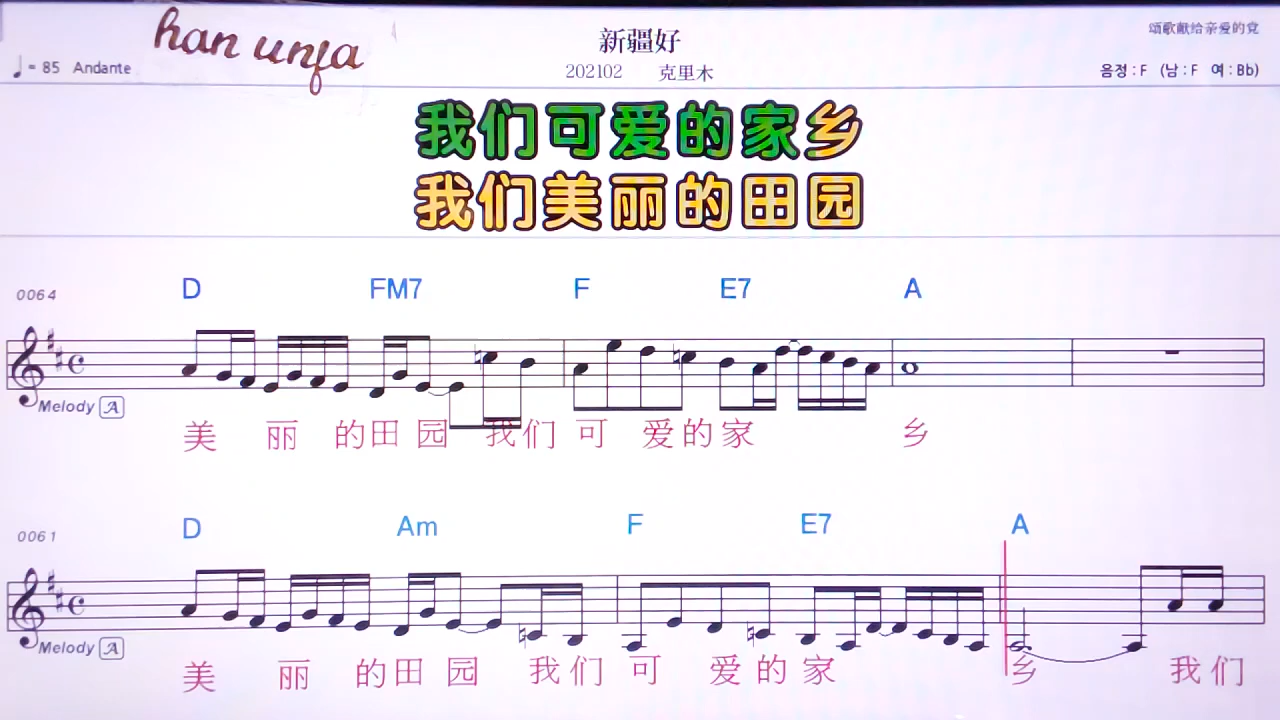 han unfa
新疆好
颂歌献给亲爱的党
♩= 85 Andante
202102 克里木
음정 : F (남 : F 여 : Bb)
我们可爱的家乡
我们美丽的田园
0064
D FM7 F E7 A
Melody A
美 丽 的田 园 我们 可 爱的家 乡
0061
D Am F E7 A
Melody A
美 丽 的田 园 我们 可 爱的家 乡 我们